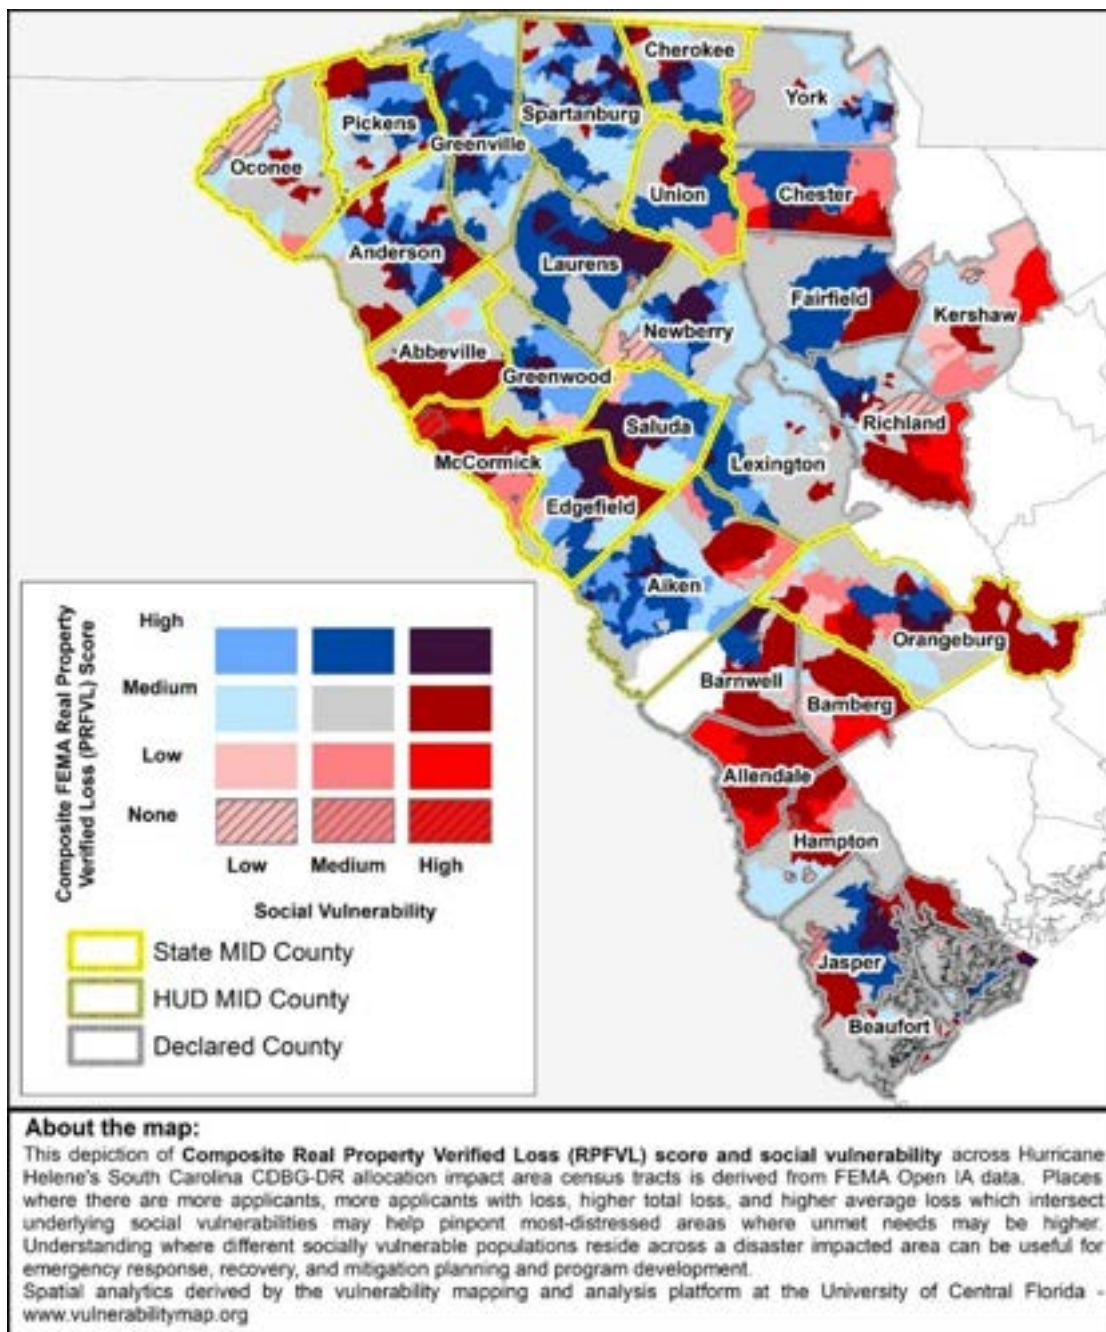 Cherokee
York
Spartanburg
Pickens
Greenville
Oconee
Union
Chester
Anderson
Laurens
Fairfield
Kershaw
Newberry
Abbeville
Greenwood
Richland
Saluda
McCormick
Lexington
Edgefield
Aiken
Orangeburg
Barnwell
Bamberg
Allendale
Hampton
Jasper
Beaufort
Composite FEMA Real Property
Verified Loss (PRFVL) Score
High
Medium
Low
None
Low Medium High
Social Vulnerability
State MID County
HUD MID County
Declared County
About the map:
This depiction of Composite Real Property Verified Loss (RPFVL) score and social vulnerability across Hurricane
Helene's South Carolina CDBG-DR allocation impact area census tracts is derived from FEMA Open IA data. Places
where there are more applicants, more applicants with loss, higher total loss, and higher average loss which intersect
underlying social vulnerabilities may help pinpont most-distressed areas where unmet needs may be higher.
Understanding where different socially vulnerable populations reside across a disaster impacted area can be useful for
emergency response, recovery, and mitigation planning and program development.
Spatial analytics derived by the vulnerability mapping and analysis platform at the University of Central Florida -
www.vulnerabilitymap.org